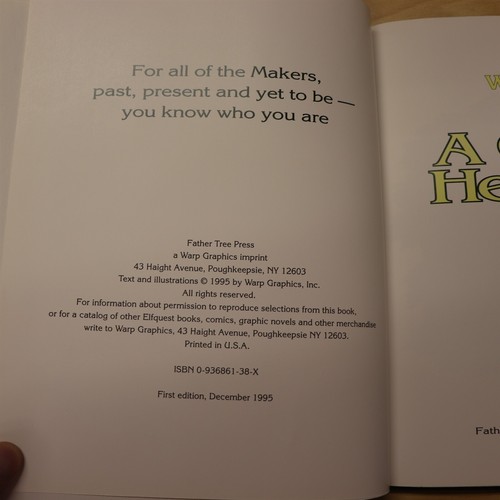 For all of the Makers,
past, present and yet to be —
you know who you are
Father Tree Press
a Warp Graphics imprint
43 Haight Avenue, Poughkeepsie, NY 12603
Text and illustrations © 1995 by Warp Graphics, Inc.
All rights reserved.
For information about permission to reproduce selections from this book,
or for a catalog of other Elfquest books, comics, graphic novels and other merchandise
write to Warp Graphics, 43 Haight Avenue, Poughkeepsie NY 12603.
Printed in U.S.A.
ISBN 0-936861-38-X
First edition, December 1995
W
A
He
Fath